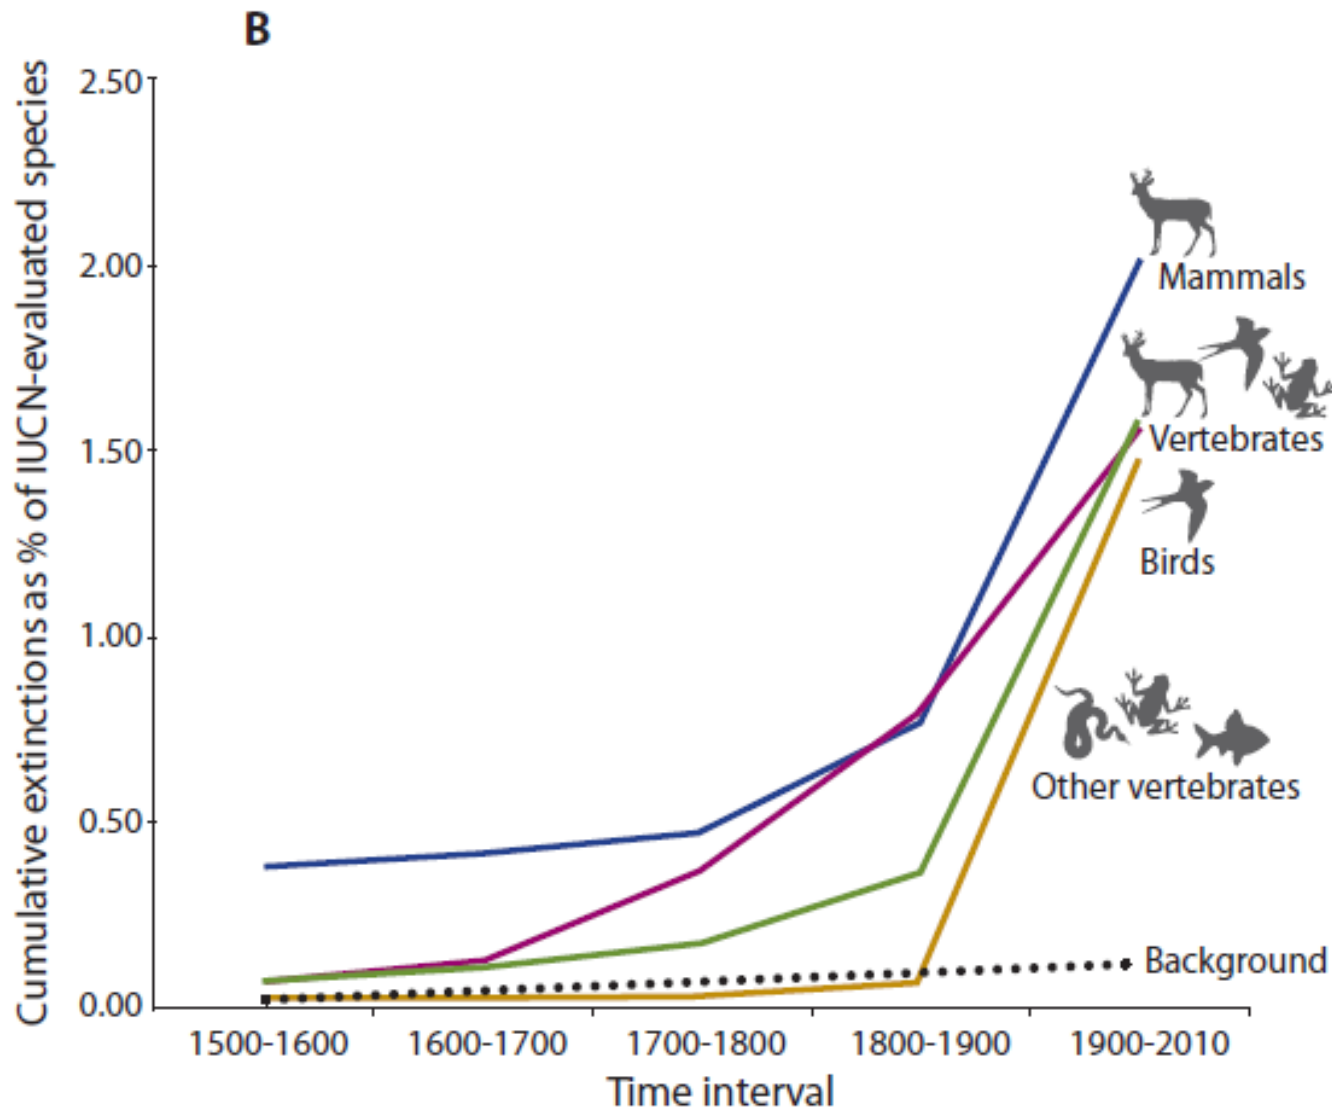 B
Cumulative extinctions as % of IUCN-evaluated species
2.50
2.00
1.50
1.00
0.50
0.00
Mammals
Vertebrates
Birds
Other vertebrates
Background
1500-1600 1600-1700 1700-1800 1800-1900 1900-2010
Time interval